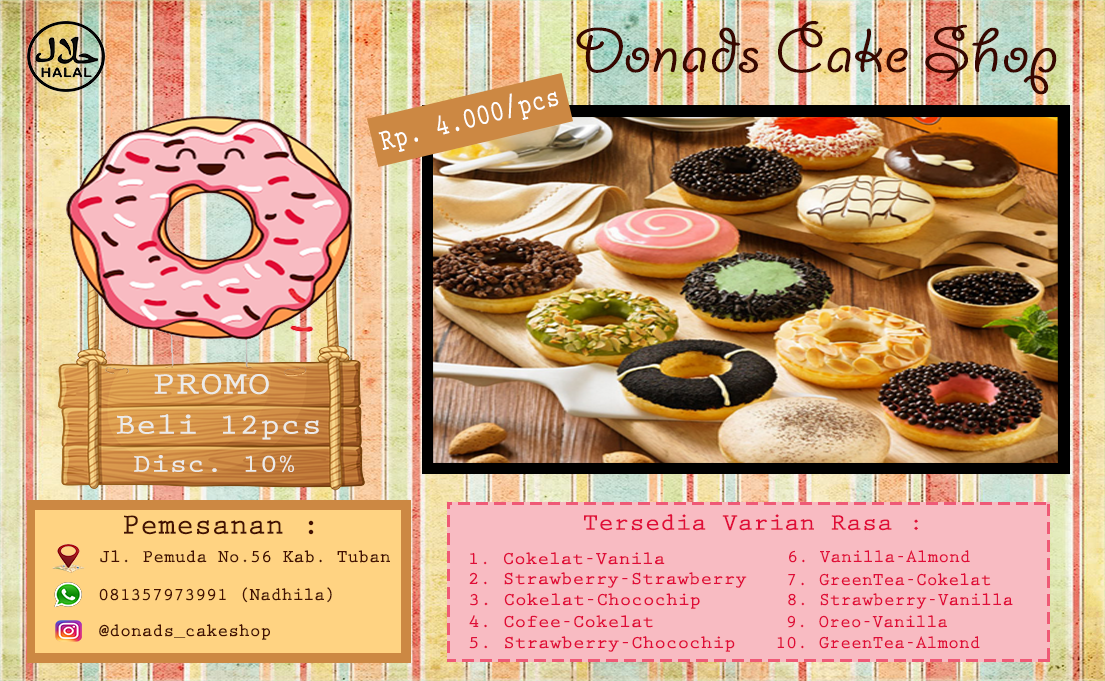 حلال
HALAL
Donads Cake Shop
Rp. 4.000/pcs
PROMO
Beli 12pcs
Disc. 10%
Pemesanan :
Jl. Pemuda No.56 Kab. Tuban
081357973991 (Nadhila)
@donads_cakeshop
Tersedia Varian Rasa :
1. Cokelat-Vanila
2. Strawberry-Strawberry
3. Cokelat-Chocochip
4. Cofee-Cokelat
5. Strawberry-Chocochip
6. Vanilla-Almond
7. GreenTea-Cokelat
8. Strawberry-Vanilla
9. Oreo-Vanilla
10. GreenTea-Almond